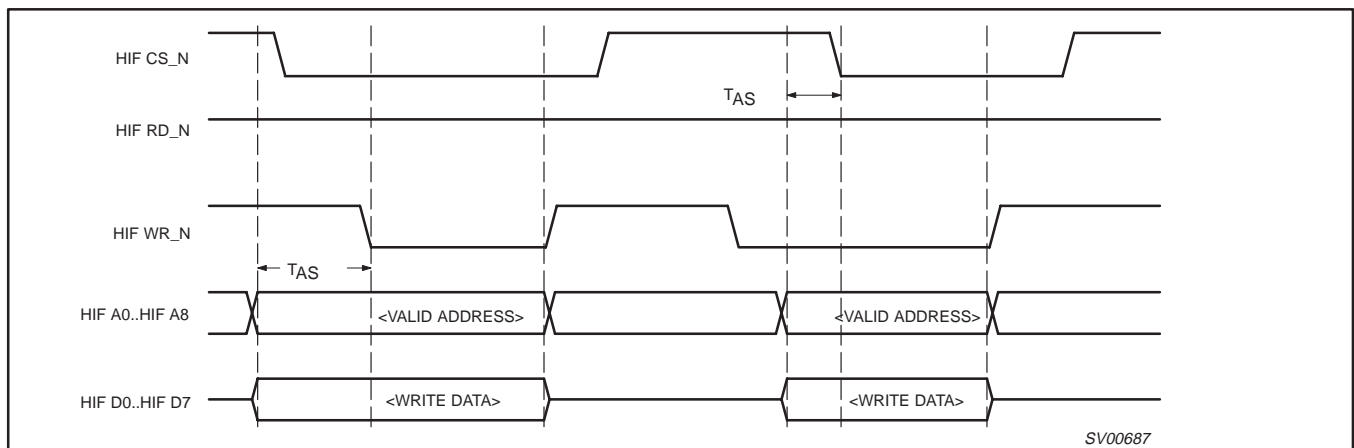 HIF CS_N
TAS
HIF RD_N
HIF WR_N
TAS
HIF A0..HIF A8
<VALID ADDRESS>
<VALID ADDRESS>
HIF D0..HIF D7
<WRITE DATA>
<WRITE DATA>
SV00687